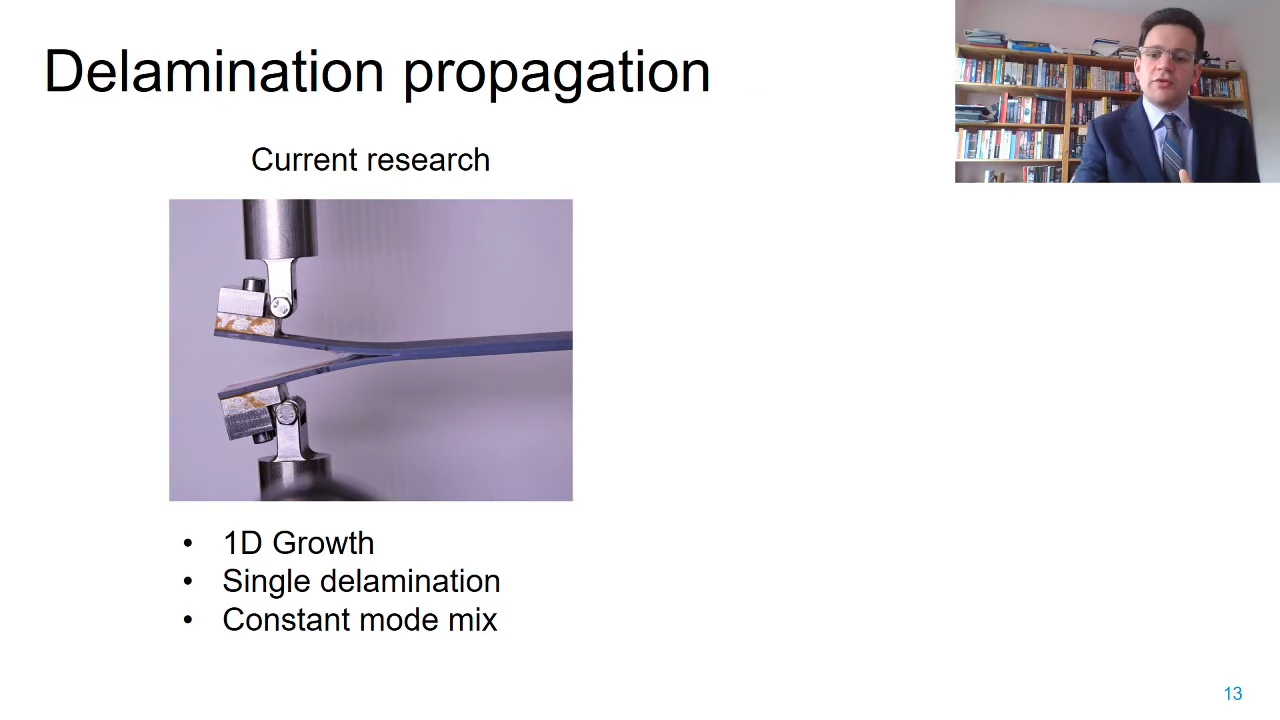 Delamination propagation
Current research
• 1D Growth
• Single delamination
• Constant mode mix
13